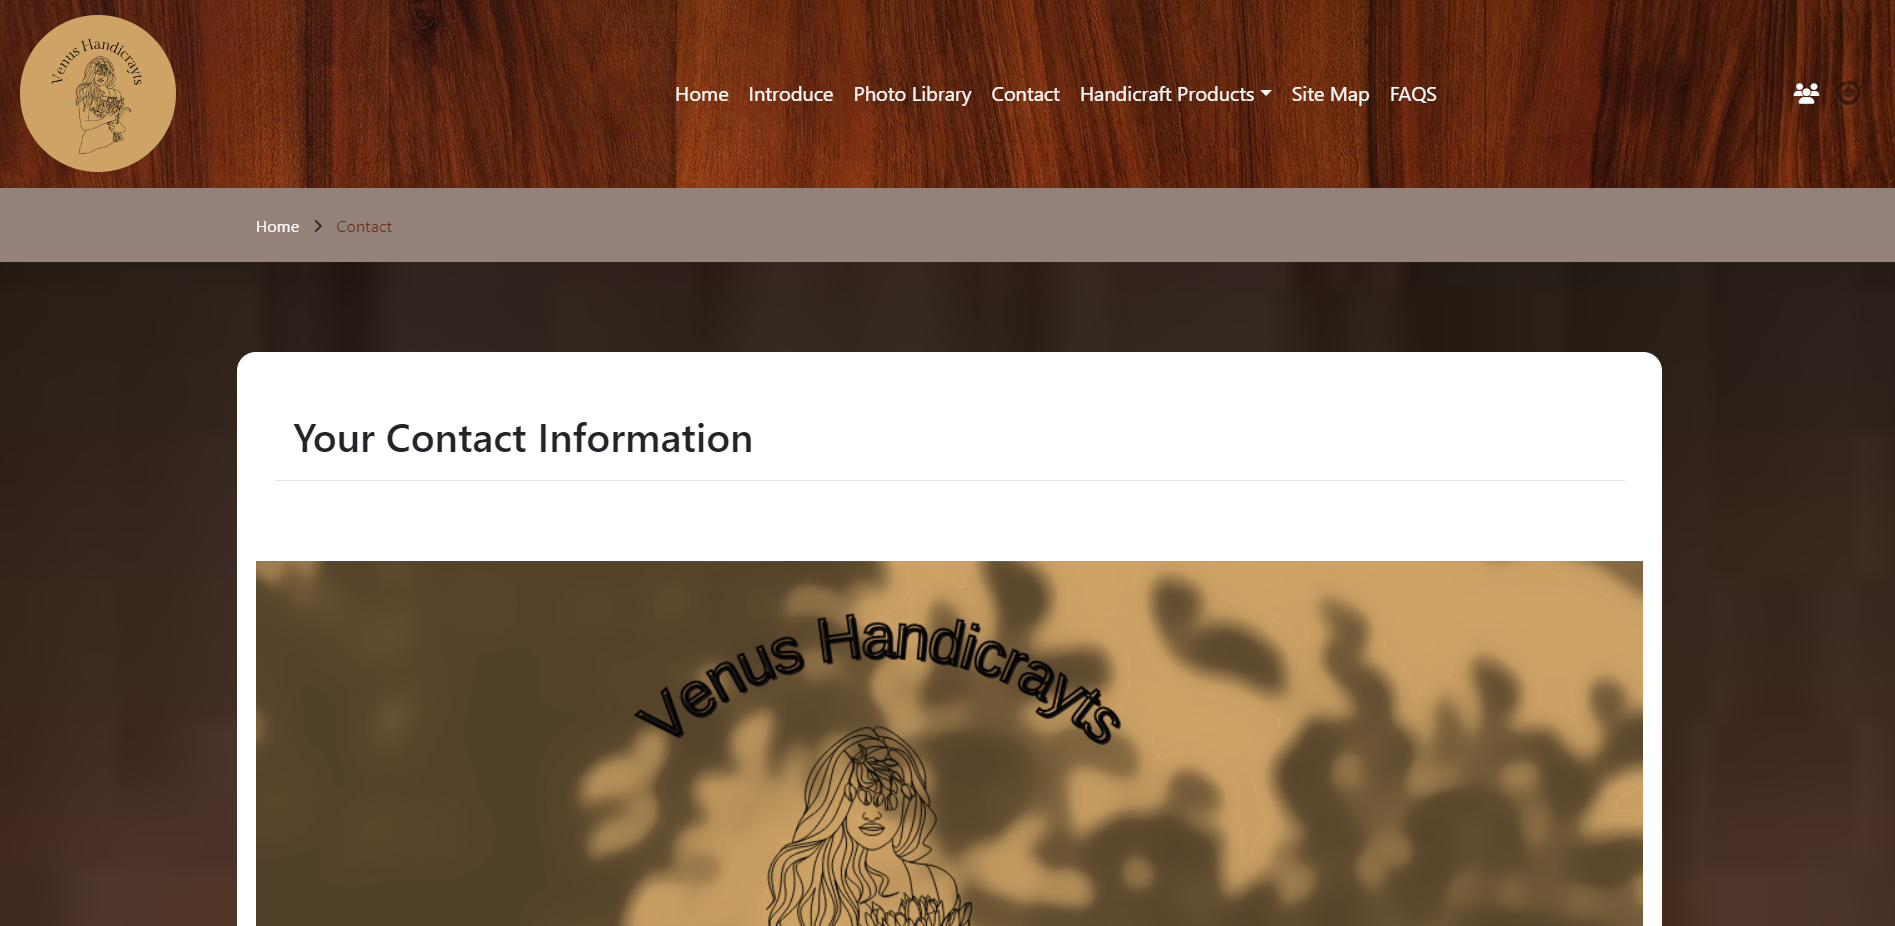 Venus Handicrayts
Home Introduce Photo Library Contact Handicraft Products Site Map FAQS
Home Contact
Your Contact Information
Venus Handicrayts